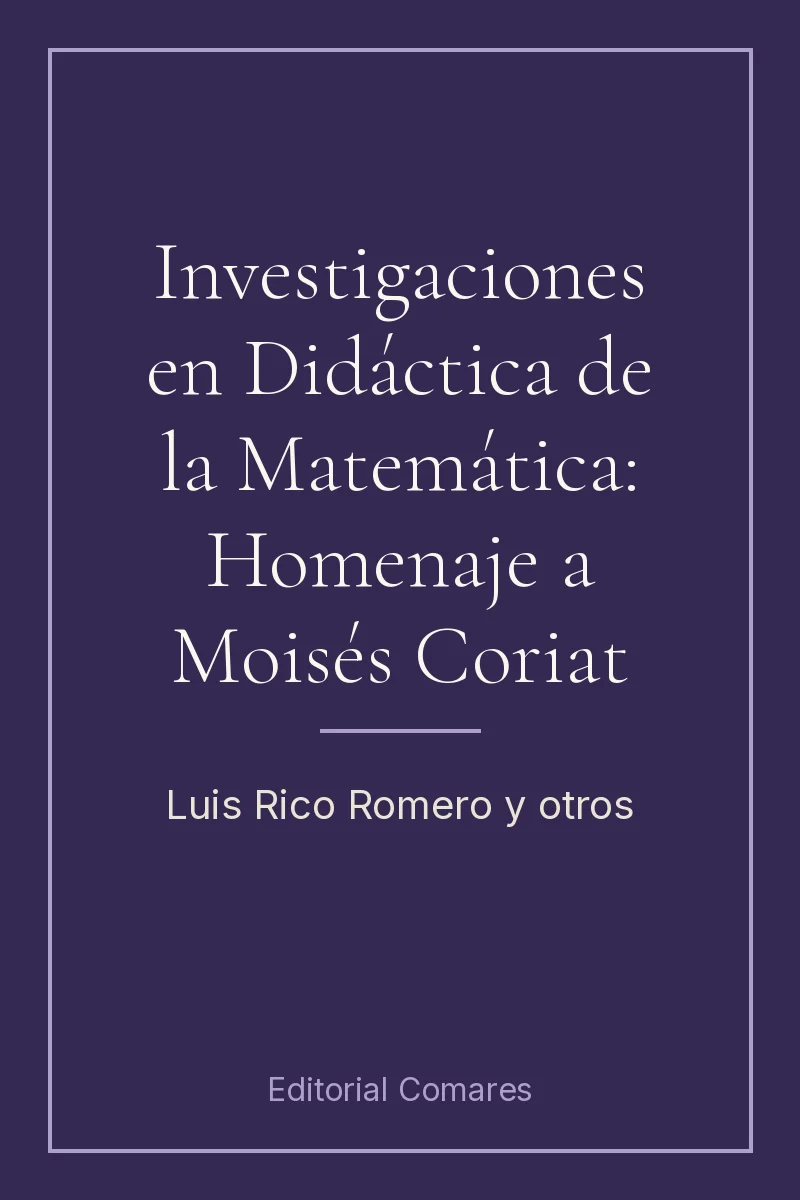 Investigaciones
en Didáctica de
la Matemática:
Homenaje a
Moisés Coriat
Luis Rico Romero y otros
Editorial Comares